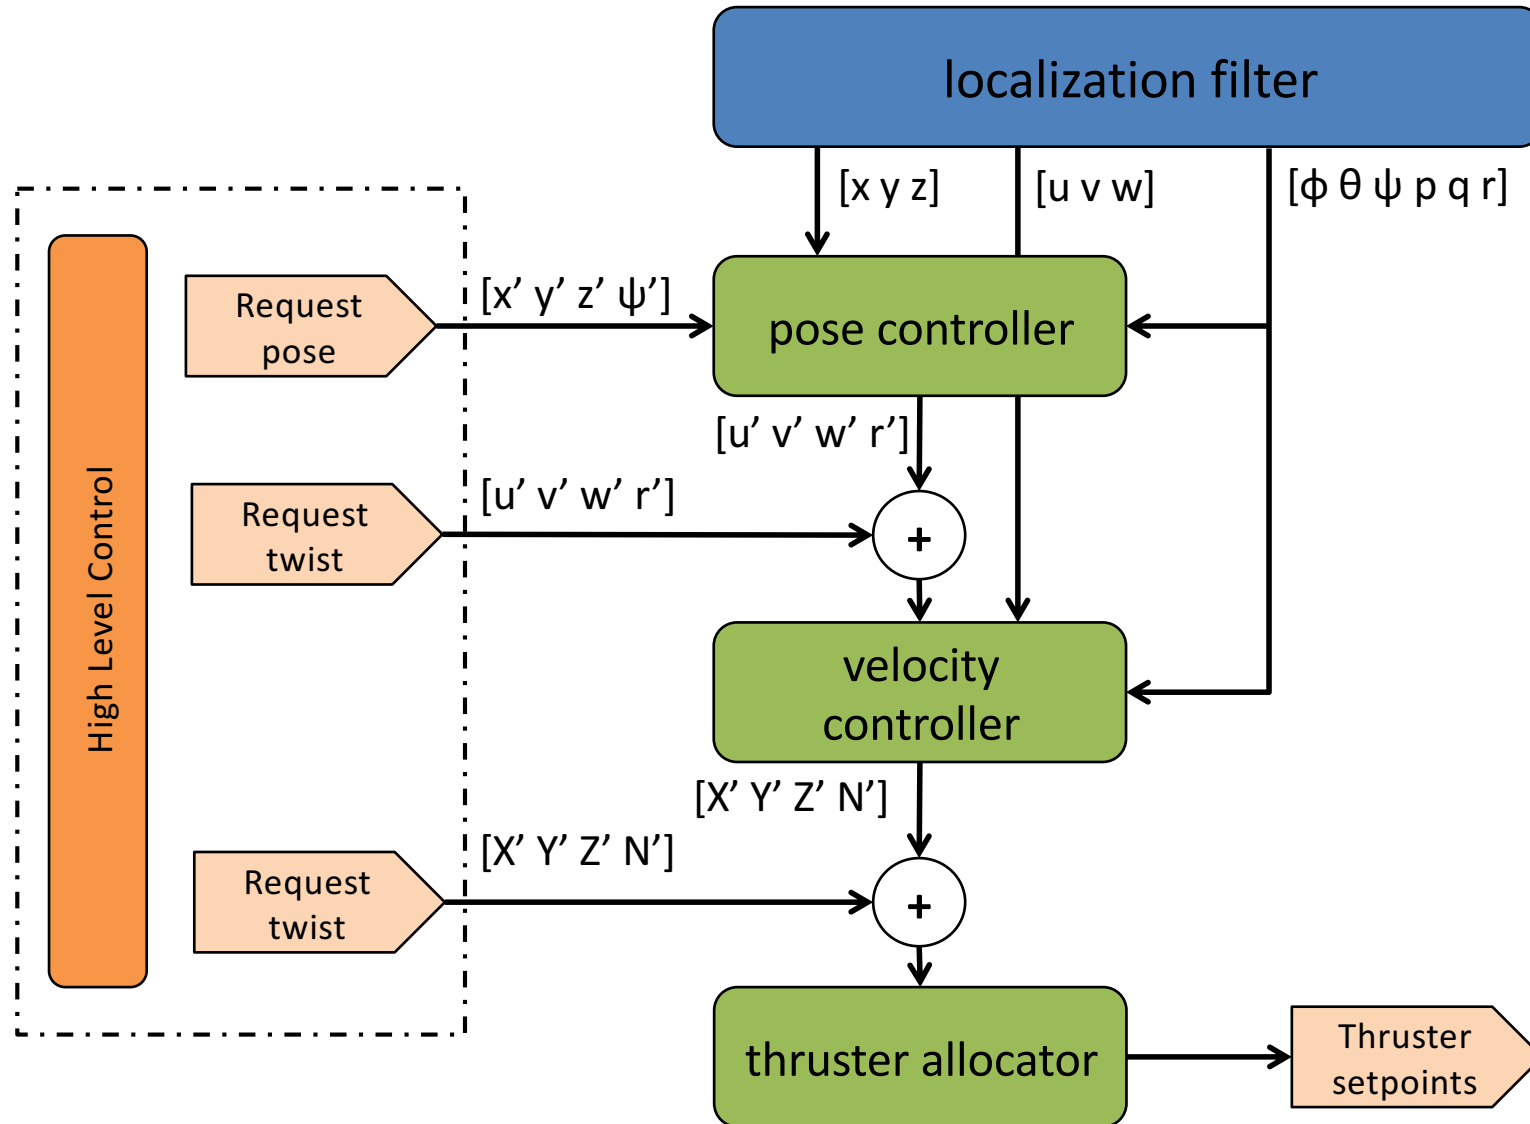 localization filter
[x y z]
[u v w]
[ϕ θ ψ p q r]
High Level Control
Request
pose
[x’ y’ z’ ψ’]
pose controller
[u’ v’ w’ r’]
Request
twist
[u’ v’ w’ r’]
+
velocity
controller
[X’ Y’ Z’ N’]
Request
twist
[X’ Y’ Z’ N’]
+
thruster allocator
Thruster
setpoints